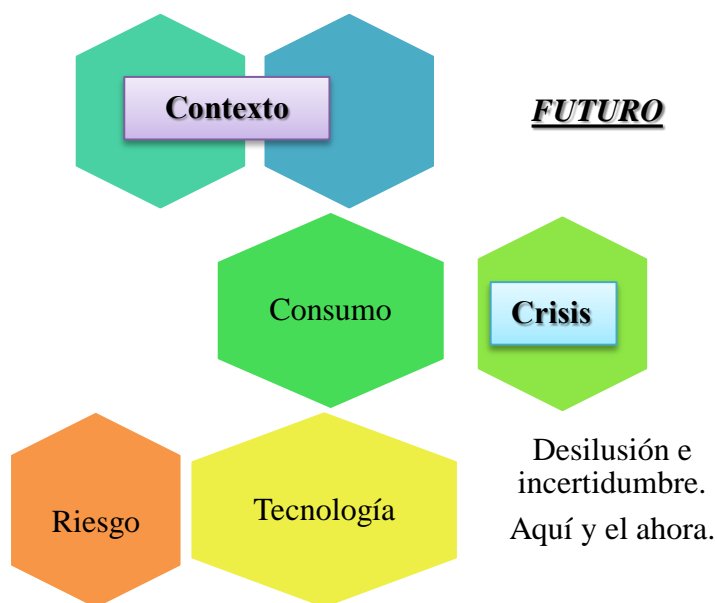 Contexto
FUTURO
Consumo
Crisis
Riesgo
Tecnología
Desilusión e
incertidumbre.
Aquí y el ahora.